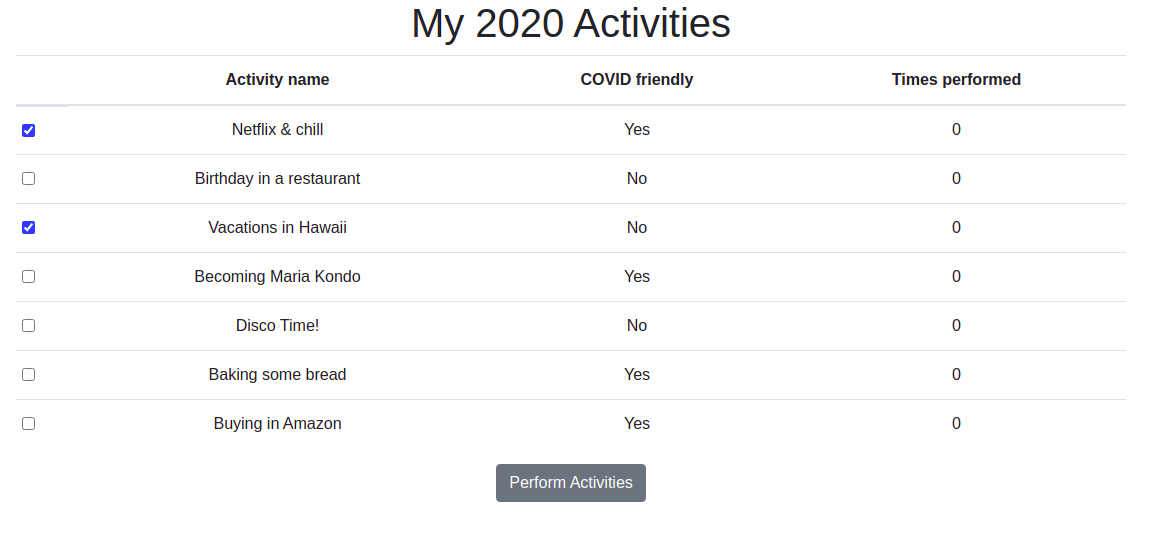 My 2020 Activities
Activity name COVID friendly Times performed
Netflix & chill Yes 0
Birthday in a restaurant No 0
Vacations in Hawaii No 0
Becoming Maria Kondo Yes 0
Disco Time! No 0
Baking some bread Yes 0
Buying in Amazon Yes 0
Perform Activities